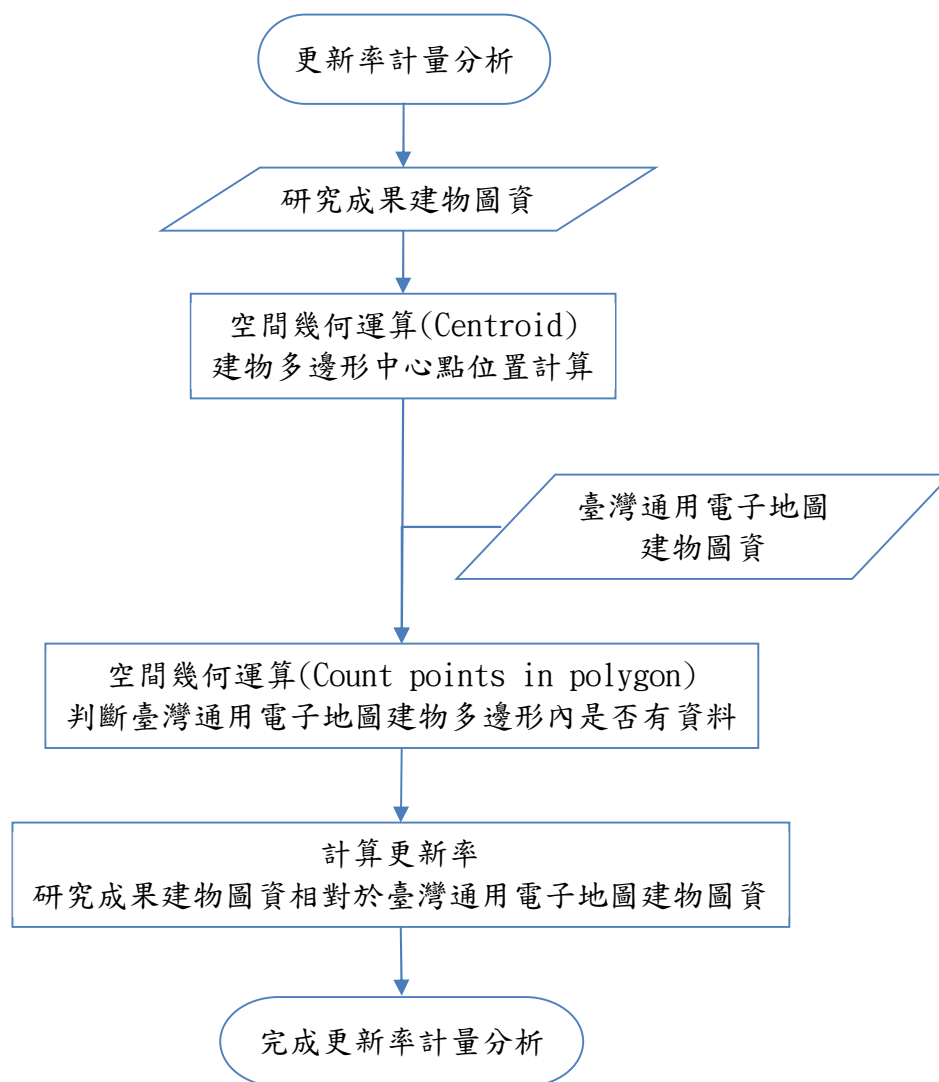 更新率計量分析
研究成果建物圖資
空間幾何運算(Centroid)
建物多邊形中心點位置計算
臺灣通用電子地圖
建物圖資
空間幾何運算(Count points in polygon)
判斷臺灣通用電子地圖建物多邊形內是否有資料
計算更新率
研究成果建物圖資相對於臺灣通用電子地圖建物圖資
完成更新率計量分析